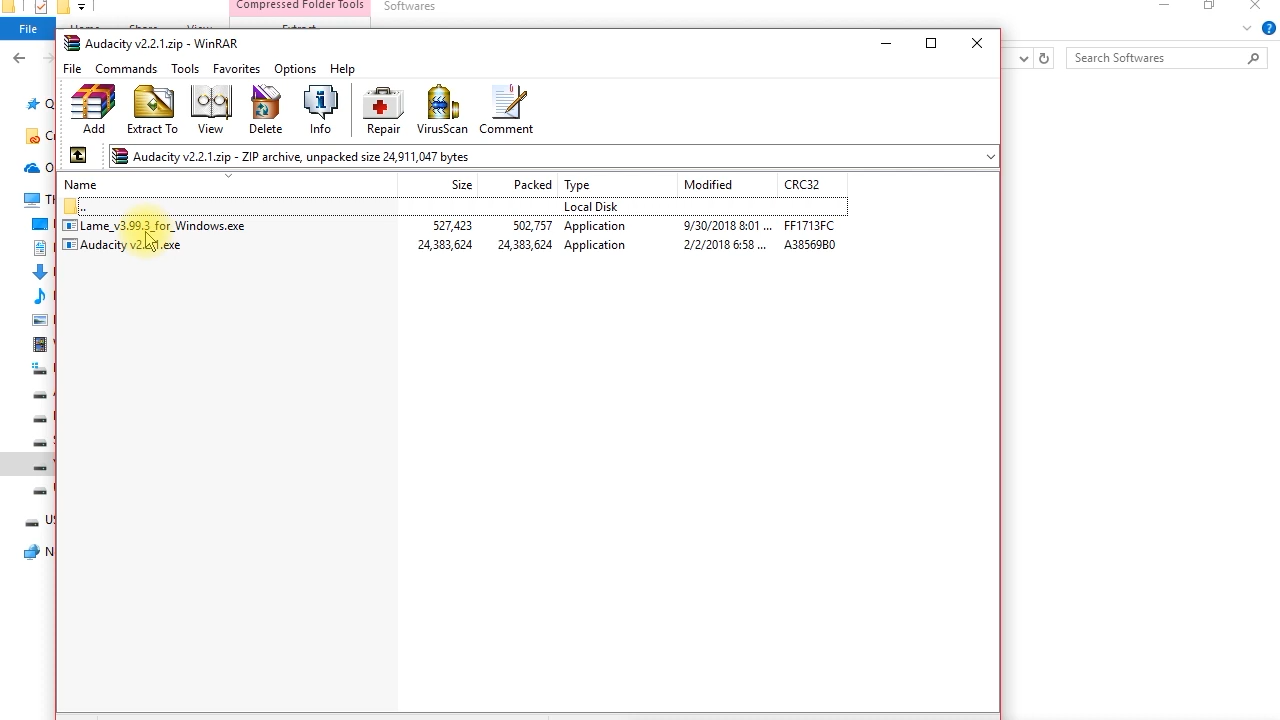 Compressed Folder Tools
Softwares
File
Search Softwares
Audacity v2.2.1.zip - WinRAR
File Commands Tools Favorites Options Help
Add Extract To View Delete Info Repair VirusScan Comment
Audacity v2.2.1.zip - ZIP archive, unpacked size 24,911,047 bytes
Name Size Packed Type Modified CRC32
.. Local Disk
Lame_v3.99.3_for_Windows.exe 527,423 502,757 Application 9/30/2018 8:01 ... FF1713FC
Audacity v2.2.1.exe 24,383,624 24,383,624 Application 2/2/2018 6:58 ... A38569B0